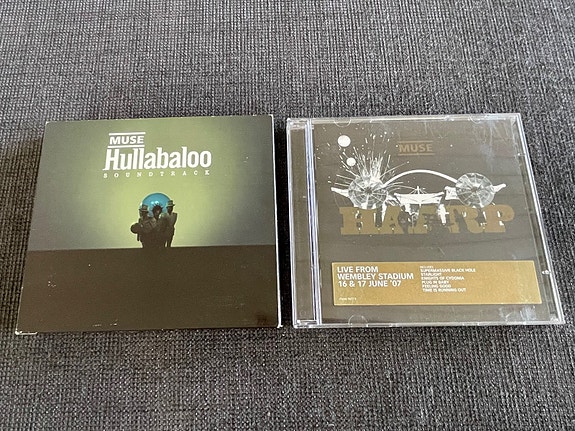 MUSE
Hullabaloo
SOUNDTRACK
MUSE
HAARP
LIVE FROM
WEMBLEY STADIUM
16 & 17 JUNE '07
SUPERMASSIVE BLACK HOLE
STARLIGHT
KNIGHTS OF CYDONIA
PLUG IN BABY
FEELING GOOD
TIME IS RUNNING OUT